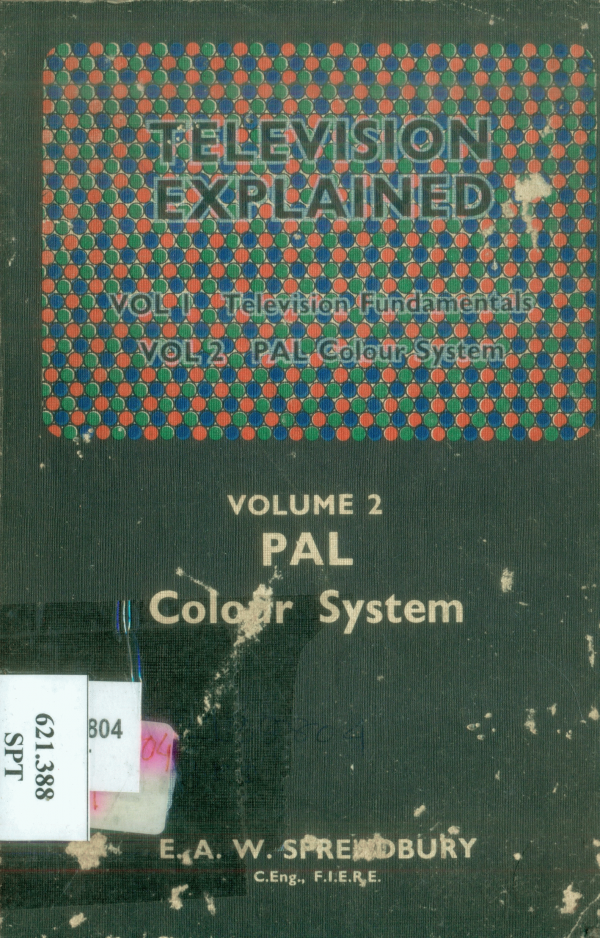 TELEVISION
EXPLAINED
VOL 1 Television Fundamentals
VOL 2 PAL Colour System
VOLUME 2
PAL
Colour System
804
04
621.388
SPT
E. A. W. SPREADBURY
C.Eng., F.I.E.R.E.